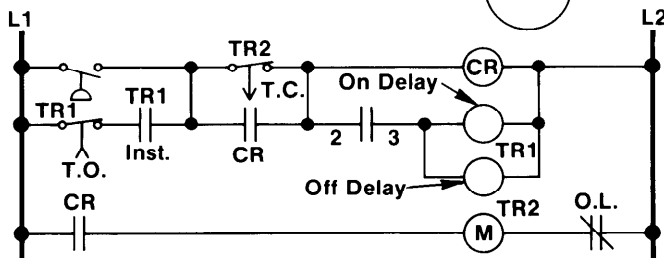 L1
L2
TR2
CR
On Delay
T.C.
TR1
TR1
Inst.
T.O.
CR
2
3
TR1
Off Delay
TR2
CR
M
O.L.